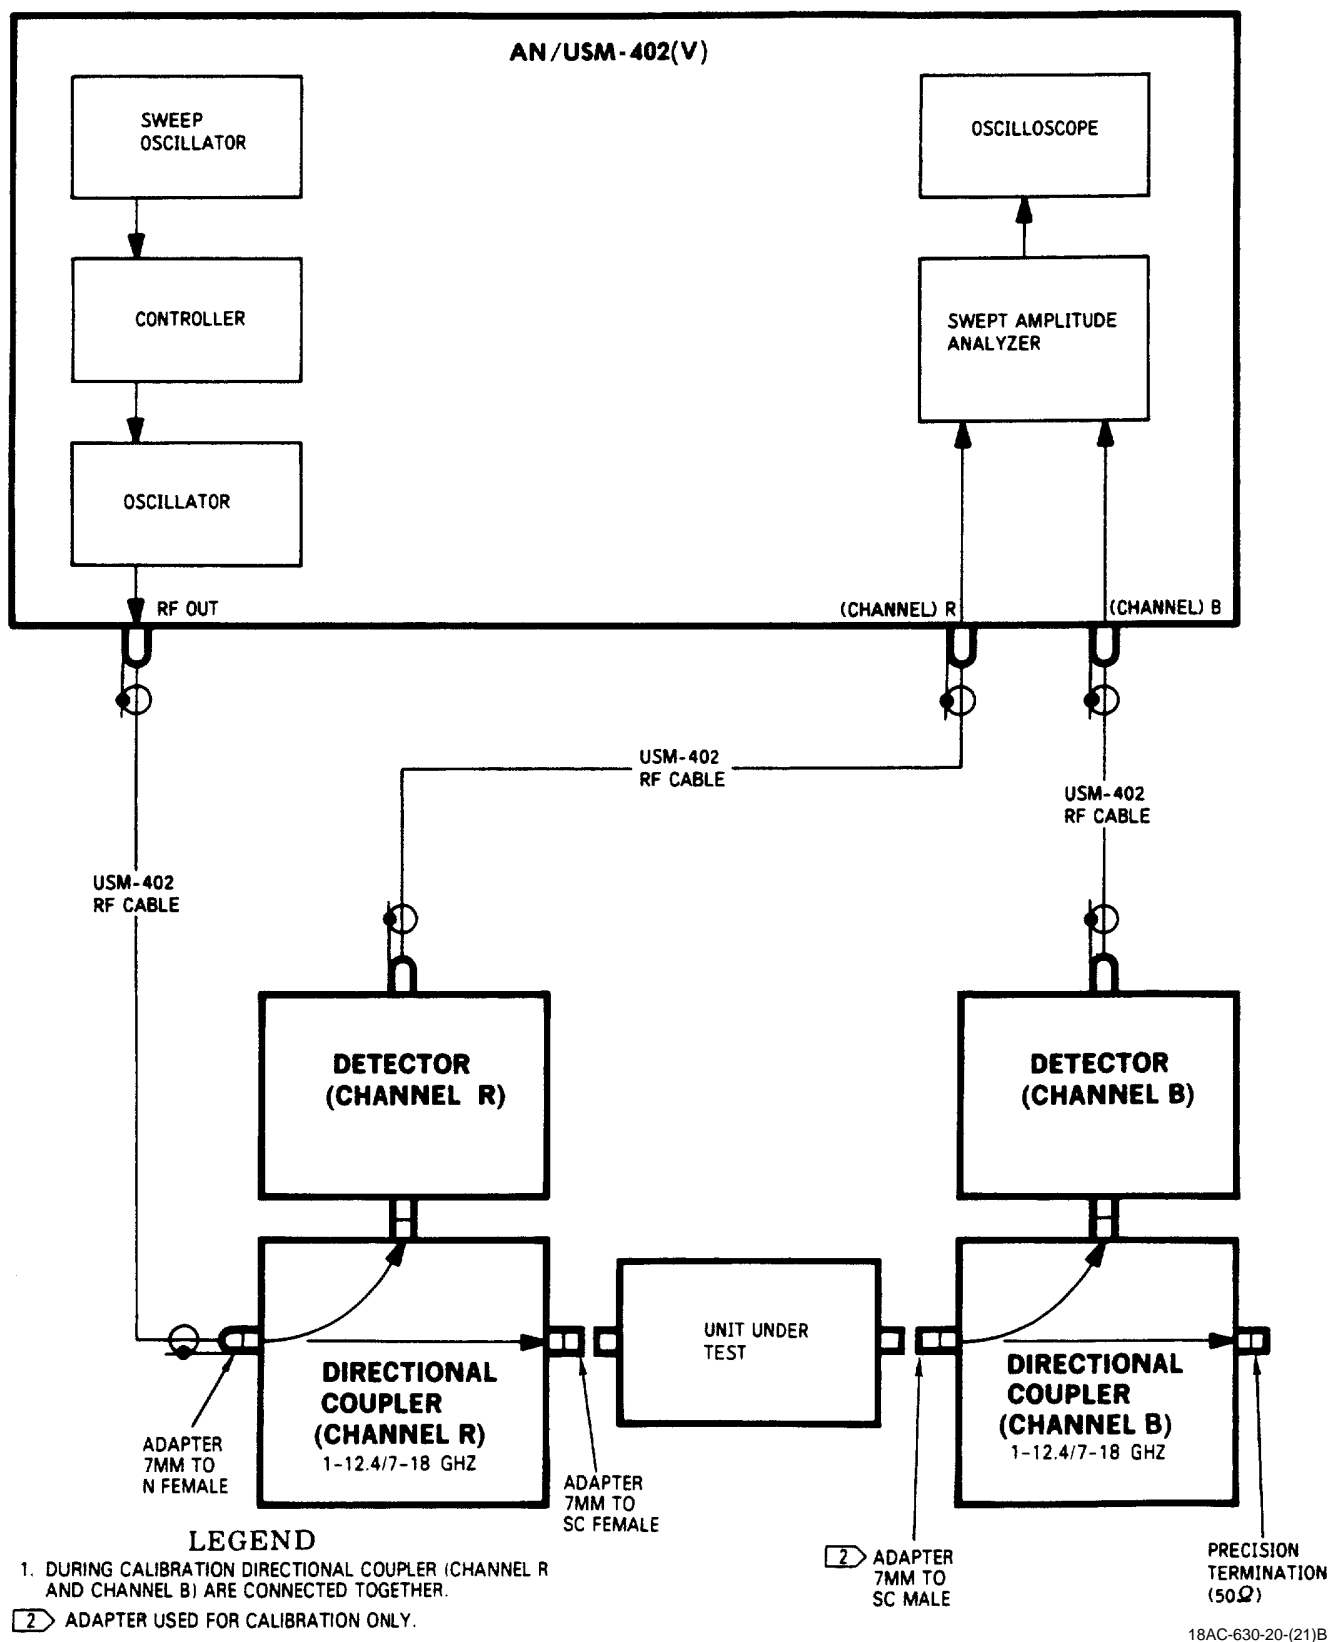 AN/USM-402(V)
SWEEP
OSCILLATOR
OSCILLOSCOPE
CONTROLLER
SWEPT AMPLITUDE
ANALYZER
OSCILLATOR
RF OUT
(CHANNEL) R
(CHANNEL) B
USM-402
RF CABLE
USM-402
RF CABLE
USM-402
RF CABLE
DETECTOR
(CHANNEL R)
DETECTOR
(CHANNEL B)
UNIT UNDER
TEST
DIRECTIONAL
COUPLER
(CHANNEL R)
1-12.4/7-18 GHZ
DIRECTIONAL
COUPLER
(CHANNEL B)
1-12.4/7-18 GHZ
ADAPTER
7MM TO
N FEMALE
ADAPTER
7MM TO
SC FEMALE
2 ADAPTER
7MM TO
SC MALE
PRECISION
TERMINATION
(50Ω)
LEGEND
1. DURING CALIBRATION DIRECTIONAL COUPLER (CHANNEL R
AND CHANNEL B) ARE CONNECTED TOGETHER.
2 ADAPTER USED FOR CALIBRATION ONLY.
18AC-630-20-(21)B